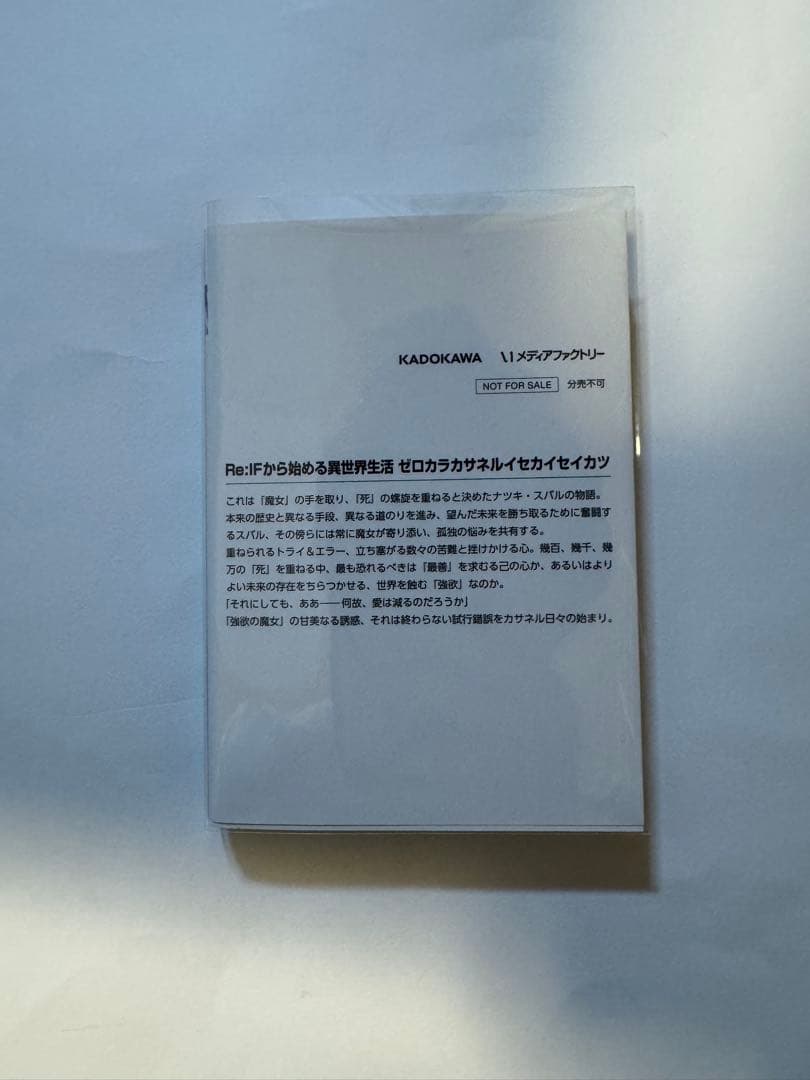 KADOKAWA メディアファクトリー
NOT FOR SALE 分売不可
Re:IFから始める異世界生活 ゼロカラカサネルイセカイセイカツ
これは『魔女』の手を取り、『死』の螺旋を重ねると決めたナツキ・スバルの物語。
本来の歴史と異なる手段、異なる道のりを進み、望んだ未来を勝ち取るために奮闘す
るスバル、その傍らには常に魔女が寄り添い、孤独の悩みを共有する。
重ねられるトライ&エラー、立ち塞がる数々の苦難と挫けかける心。幾百、幾千、幾
万の『死』を重ねる中、最も恐れるべきは『最善』を求むる己の心か、あるいはより
よい未来の存在をちらつかせる、世界を蝕む『強欲』なのか。
「それにしても、ああ――何故、愛は減るのだろうか」
『強欲の魔女』の甘美なる誘惑、それは終わらない試行錯誤をカサネル日々の始まり。